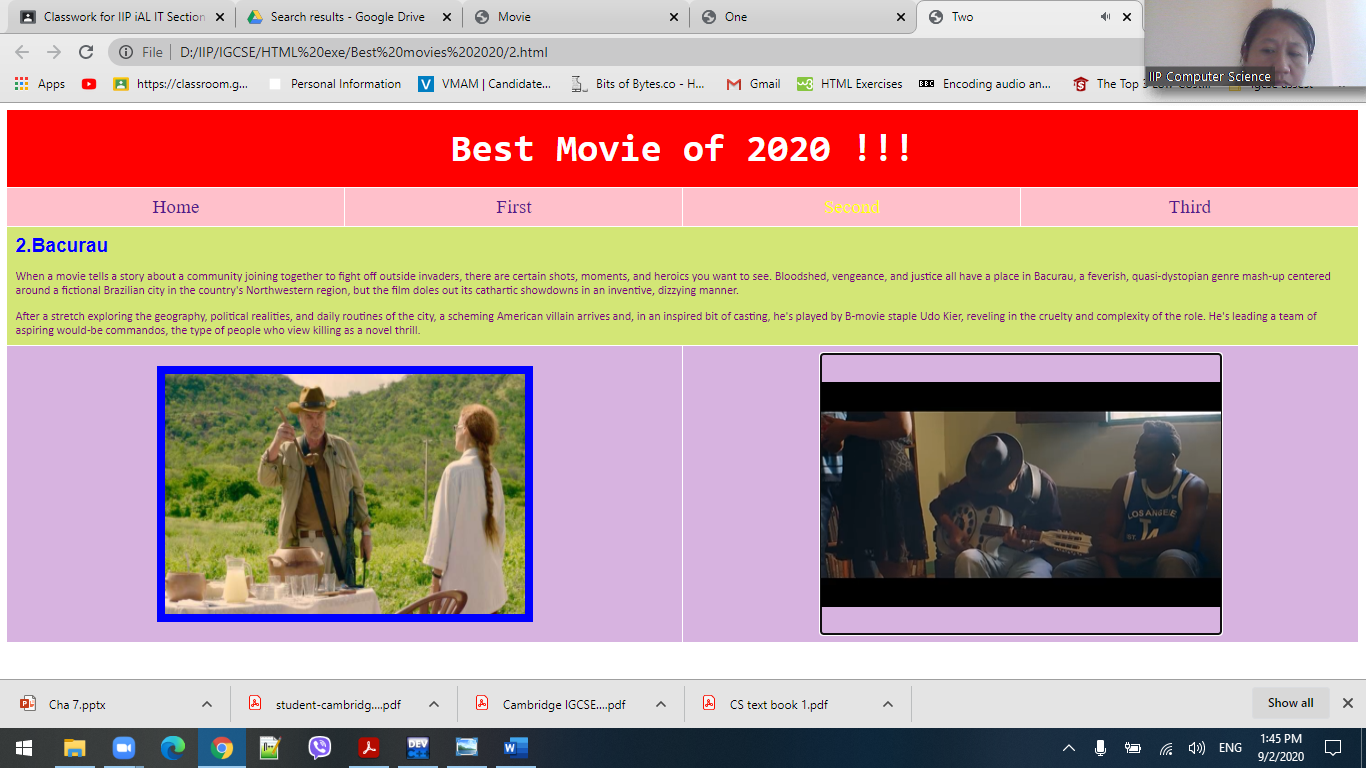 Classwork for IIP iAL IT Section
Search results - Google Drive
Movie
One
Two
File
D:/IIP/IGCSE/HTML%20exe/Best%20movies%202020/2.html
IIP Computer Science
Apps
https://classroom.g...
Personal Information
VMAM | Candidate...
Bits of Bytes.co - H...
Gmail
HTML Exercises
Encoding audio an...
Best Movie of 2020 !!!
Home
First
Second
Third
2.Bacurau
When a movie tells a story about a community joining together to fight off outside invaders, there are certain shots, moments, and heroics you want to see. Bloodshed, vengeance, and justice all have a place in Bacurau, a feverish, quasi-dystopian genre mash-up centered
around a fictional Brazilian city in the country's Northwestern region, but the film doles out its cathartic showdowns in an inventive, dizzying manner.
After a stretch exploring the geography, political realities, and daily routines of the city, a scheming American villain arrives and, in an inspired bit of casting, he's played by B-movie staple Udo Kier, reveling in the cruelty and complexity of the role. He's leading a team of
aspiring would-be commandos, the type of people who view killing as a novel thrill.
LOS ANGELES
Cha 7.pptx
student-cambridg....pdf
Cambridge IGCSE....pdf
CS text book 1.pdf
Show all
DEV
ENG
1:45 PM
9/2/2020